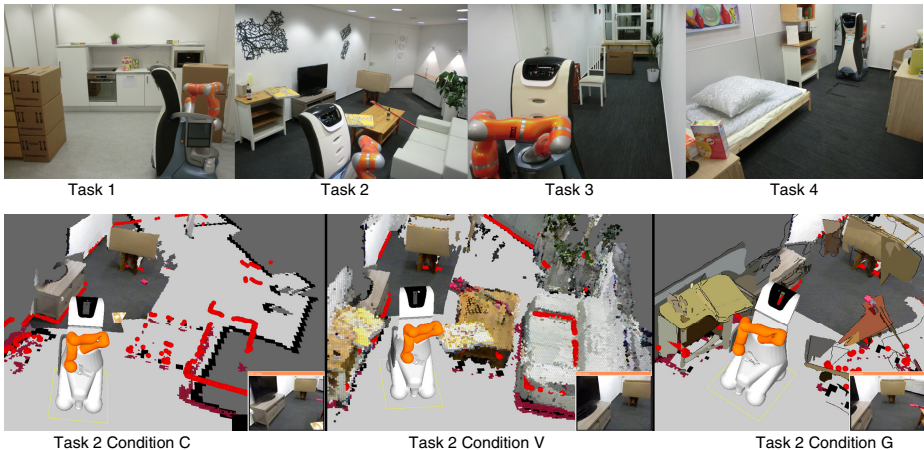 Task 1
Task 2
Task 3
Task 4
Task 2 Condition C
Task 2 Condition V
Task 2 Condition G